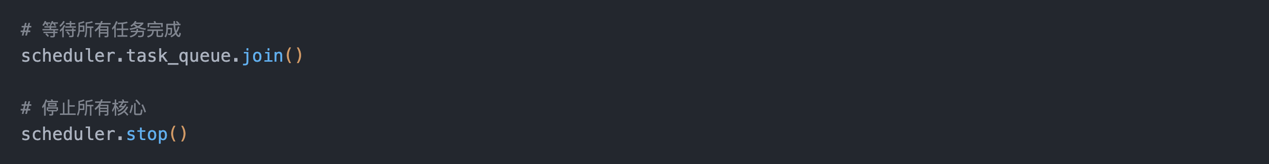 # 等待所有任务完成
scheduler.task_queue.join()
# 停止所有核心
scheduler.stop()